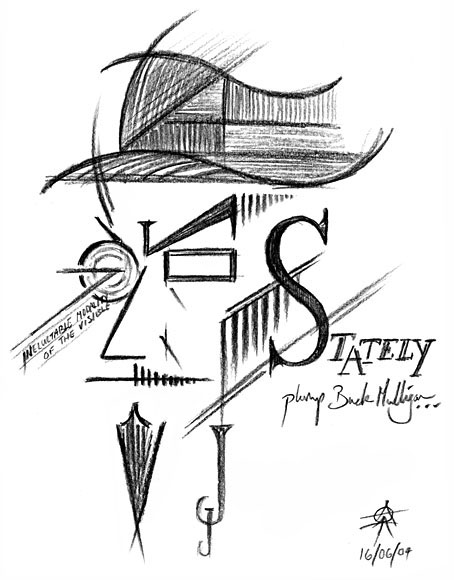 INELUCTABLE MODALITY
OF THE VISIBLE
STATELY
plump Buck Mulligan...
J
J
A
16/06/04